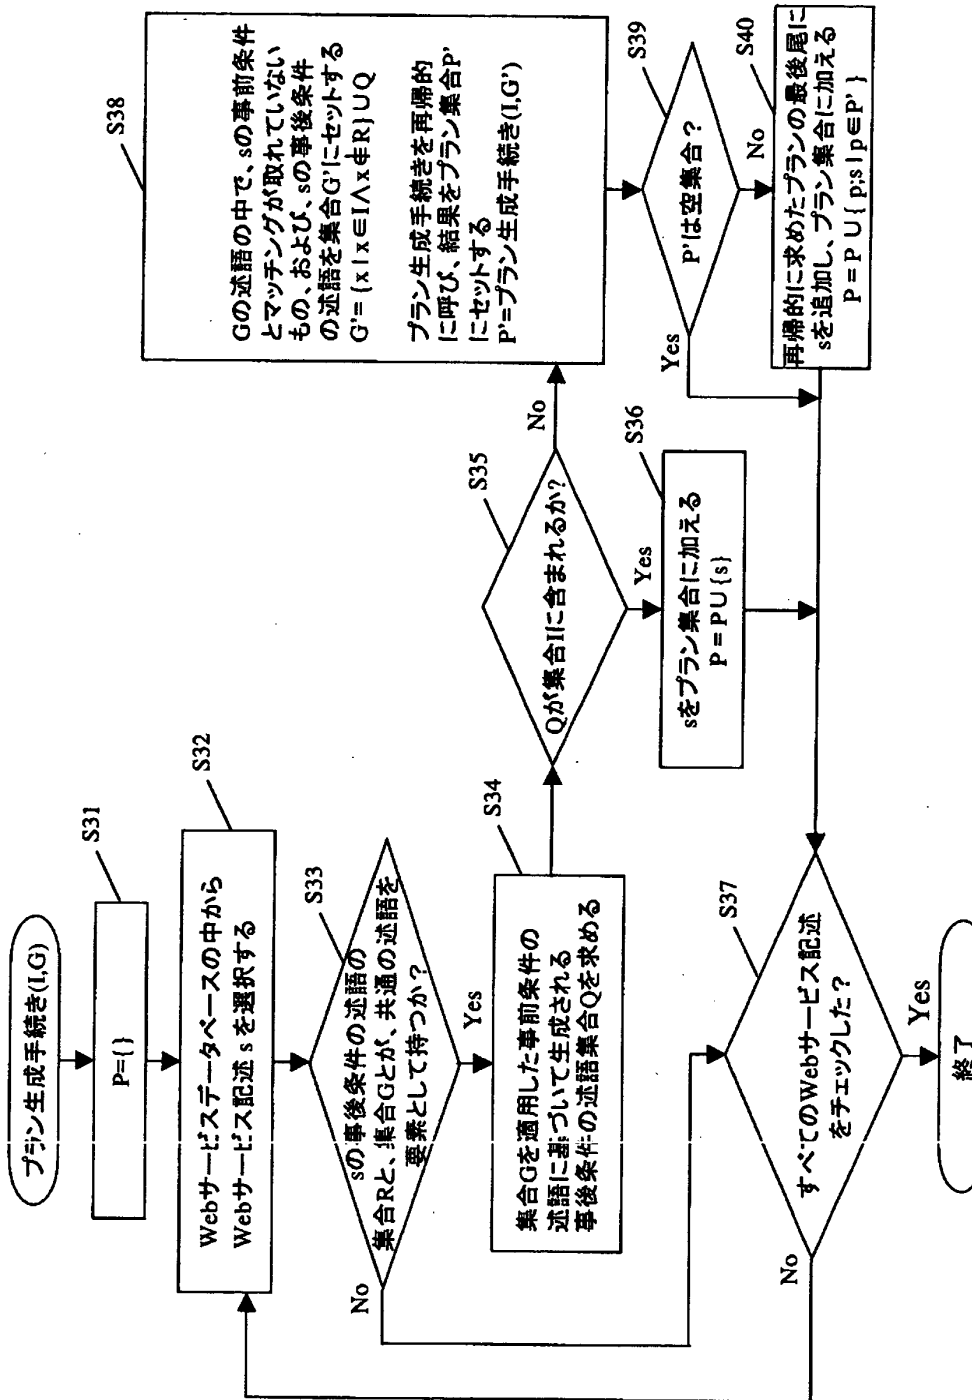 プラン生成手続き(I,G)
S31
P={}
S32
Webサービスデータベースの中から
Webサービス記述 s を選択する
S33
sの事後条件の述語の
集合Rと、集合Gとが、共通の述語を
要素として持つか?
Yes
No
S34
集合Gを適用した事前条件の
述語に基づいて生成される
事後条件の述語集合Qを求める
S35
Qが集合Iに含まれるか?
Yes
No
S36
sをプラン集合に加える
P = P∪{s}
S38
Gの述語の中で、sの事前条件
とマッチングが取れていない
もの、および、sの事後条件
の述語を集合G'にセットする
G'= {x | x∈I∧x∉R}∪Q
プラン生成手続きを再帰的
に呼び、結果をプラン集合P'
にセットする
P'=プラン生成手続き(I,G')
S39
P'は空集合?
Yes
No
S40
再帰的に求めたプランの最後尾に
sを追加し、プラン集合に加える
P = P ∪ { p;s | p∈P' }
S37
すべてのWebサービス記述
をチェックした?
No
Yes
終了